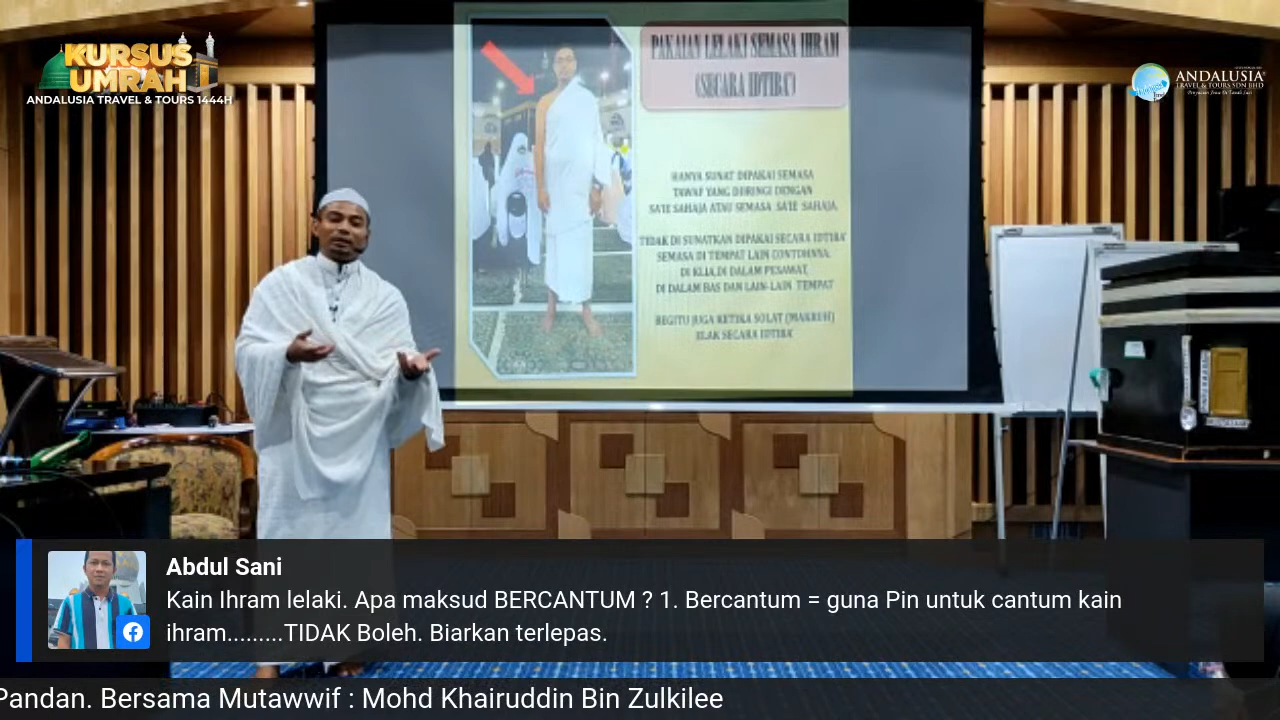 KURSUS
UMRAH
ANDALUSIA TRAVEL & TOURS 1444H
ANDALUSIA
TRAVEL & TOURS SDN BHD
PAKAIAN LELAKI SEMASA IHRAM
(SECARA IDTIBA')
HANYA SUNAT DIPAKAI SEMASA
TAWAF YANG DIIRINGI DENGAN
SA'IE SAHAJA ATAU SEMASA SA'IE SAHAJA.
TIDAK DI SUNATKAN DIPAKAI SECARA IDTIBA'
SEMASA DI TEMPAT LAIN CONTOHNYA:
DI KLIA, DI DALAM PESAWAT,
DI DALAM BAS DAN LAIN-LAIN TEMPAT
BEGITU JUGA KETIKA SOLAT (MAKRUH)
ELAK SECARA IDTIBA'
Abdul Sani
Kain Ihram lelaki. Apa maksud BERCANTUM ? 1. Bercantum = guna Pin untuk cantum kain
ihram.........TIDAK Boleh. Biarkan terlepas.
Pandan. Bersama Mutawwif : Mohd Khairuddin Bin Zulkilee